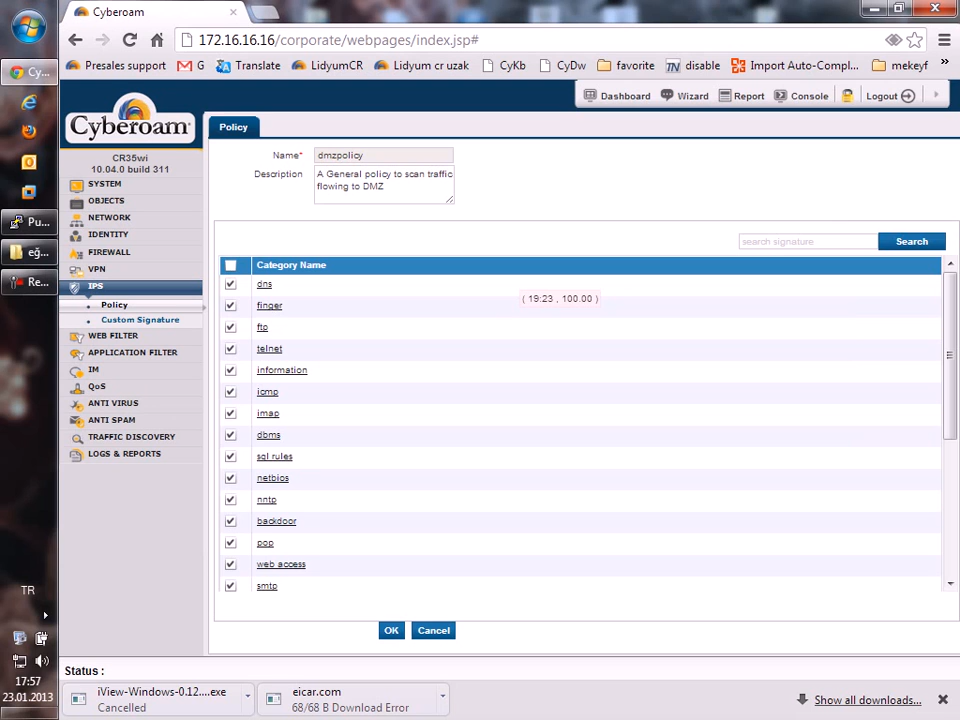 Cyberoam
172.16.16.16/corporate/webpages/index.jsp#
Presales support
G
Translate
LidyumCR
Lidyum cr uzak
CyKb
CyDw
favorite
disable
Import Auto-Compl...
mekeyf
»
Cy...
Pu...
eğ...
Re...
TR
17:57
23.01.2013
Dashboard
Wizard
Report
Console
Logout
Cyberoam
CR35wi
10.04.0 build 311
SYSTEM
OBJECTS
NETWORK
IDENTITY
FIREWALL
VPN
IPS
Policy
Custom Signature
WEB FILTER
APPLICATION FILTER
IM
QoS
ANTI VIRUS
ANTI SPAM
TRAFFIC DISCOVERY
LOGS & REPORTS
Policy
Name* dmzpolicy
Description A General policy to scan traffic
flowing to DMZ
search signature Search
Category Name
dns
( 19:23 , 100.00 )
finger
ftp
telnet
information
icmp
imap
dbms
sql rules
netbios
nntp
backdoor
pop
web access
smtp
OK Cancel
Status :
iView-Windows-0.12....exe
Cancelled
eicar.com
68/68 B Download Error
Show all downloads...